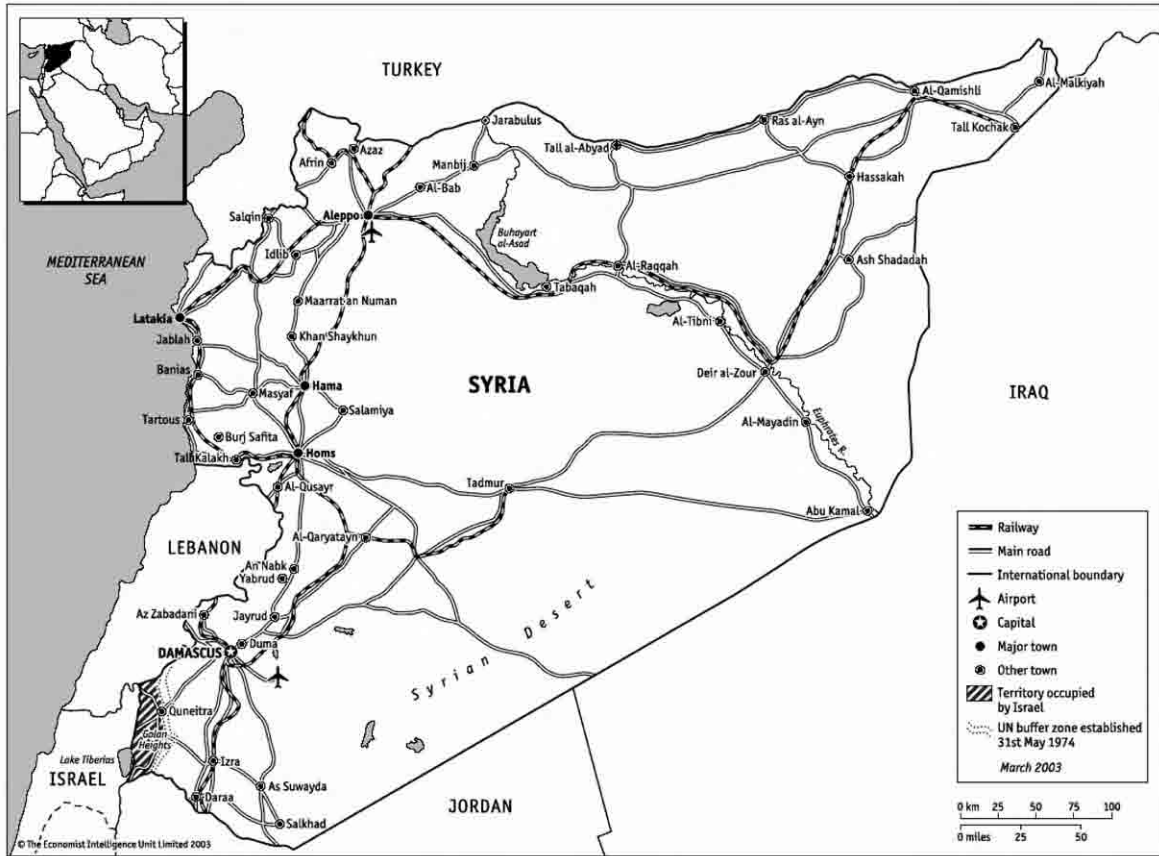 TURKEY
Al-Qamishli
Al-Malkiyah
Jarabulus
Ras al-Ayn
Tall Kochak
Azaz
Tall al-Abyad
Afrin
Manbij
Hassakah
Al-Bab
Salqin
Aleppo
Buhayart
al-Asad
MEDITERRANEAN
SEA
Idlib
Al-Raqqah
Ash Shadadah
Tabaqah
Maarrat an Numan
Latakia
Al-Tibni
Jablah
Khan Shaykhun
Banias
SYRIA
Deir al-Zour
Hama
Masyaf
IRAQ
Salamiya
Tartous
Al-Mayadin
Euphrates R.
Burj Safita
Tall Kalakh
Homs
Al-Qusayr
Tadmur
Abu Kamal
LEBANON
Al-Qaryatayn
An Nabk
Yabrud
Az Zabadani
Jayrud
Duma
DAMASCUS
Syrian Desert
Quneitra
Golan
Heights
Lake Tiberias
ISRAEL
Izra
As Suwayda
Daraa
Salkhad
JORDAN
Railway
Main road
International boundary
Airport
Capital
Major town
Other town
Territory occupied
by Israel
UN buffer zone established
31st May 1974
March 2003
0 km 25 50 75 100
0 miles 25 50
© The Economist Intelligence Unit Limited 2003